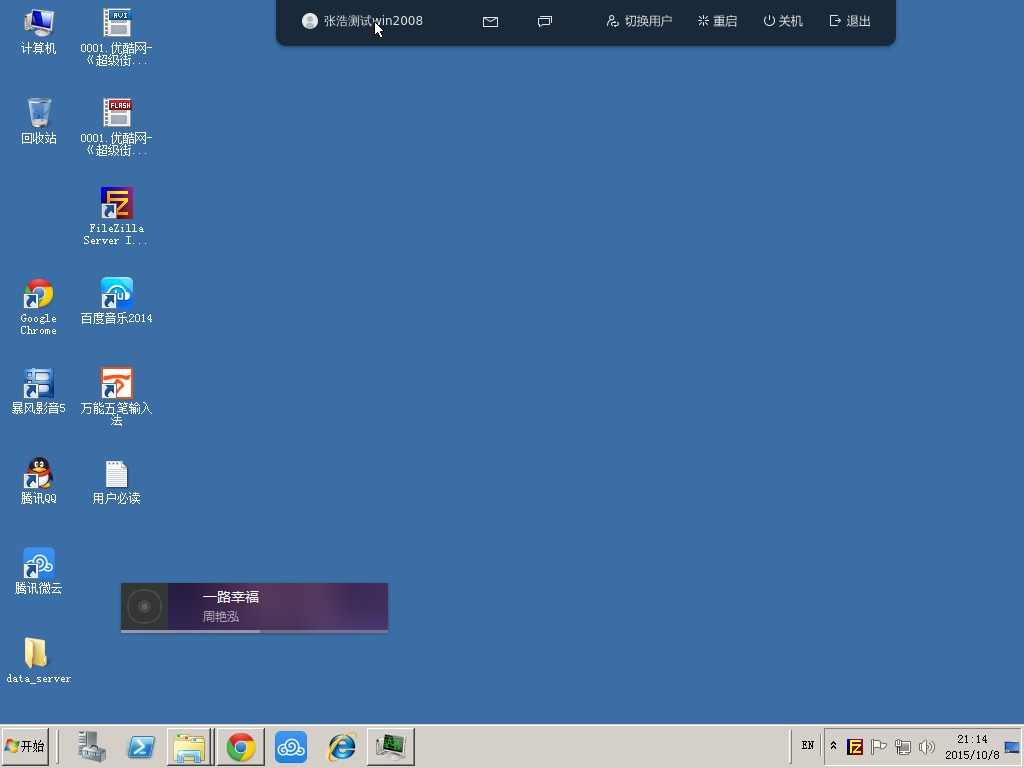 张浩测试win2008
切换用户
重启
关机
退出
计算机
AVI
0001.优酷网-
《超级街...
回收站
FLASH
0001.优酷网-
《超级街...
FileZilla
Server I...
Google
Chrome
百度音乐2014
暴风影音5
万能五笔输入
法
腾讯QQ
用户必读
腾讯微云
一路幸福
周艳泓
data_server
开始
EN
21:14
2015/10/8